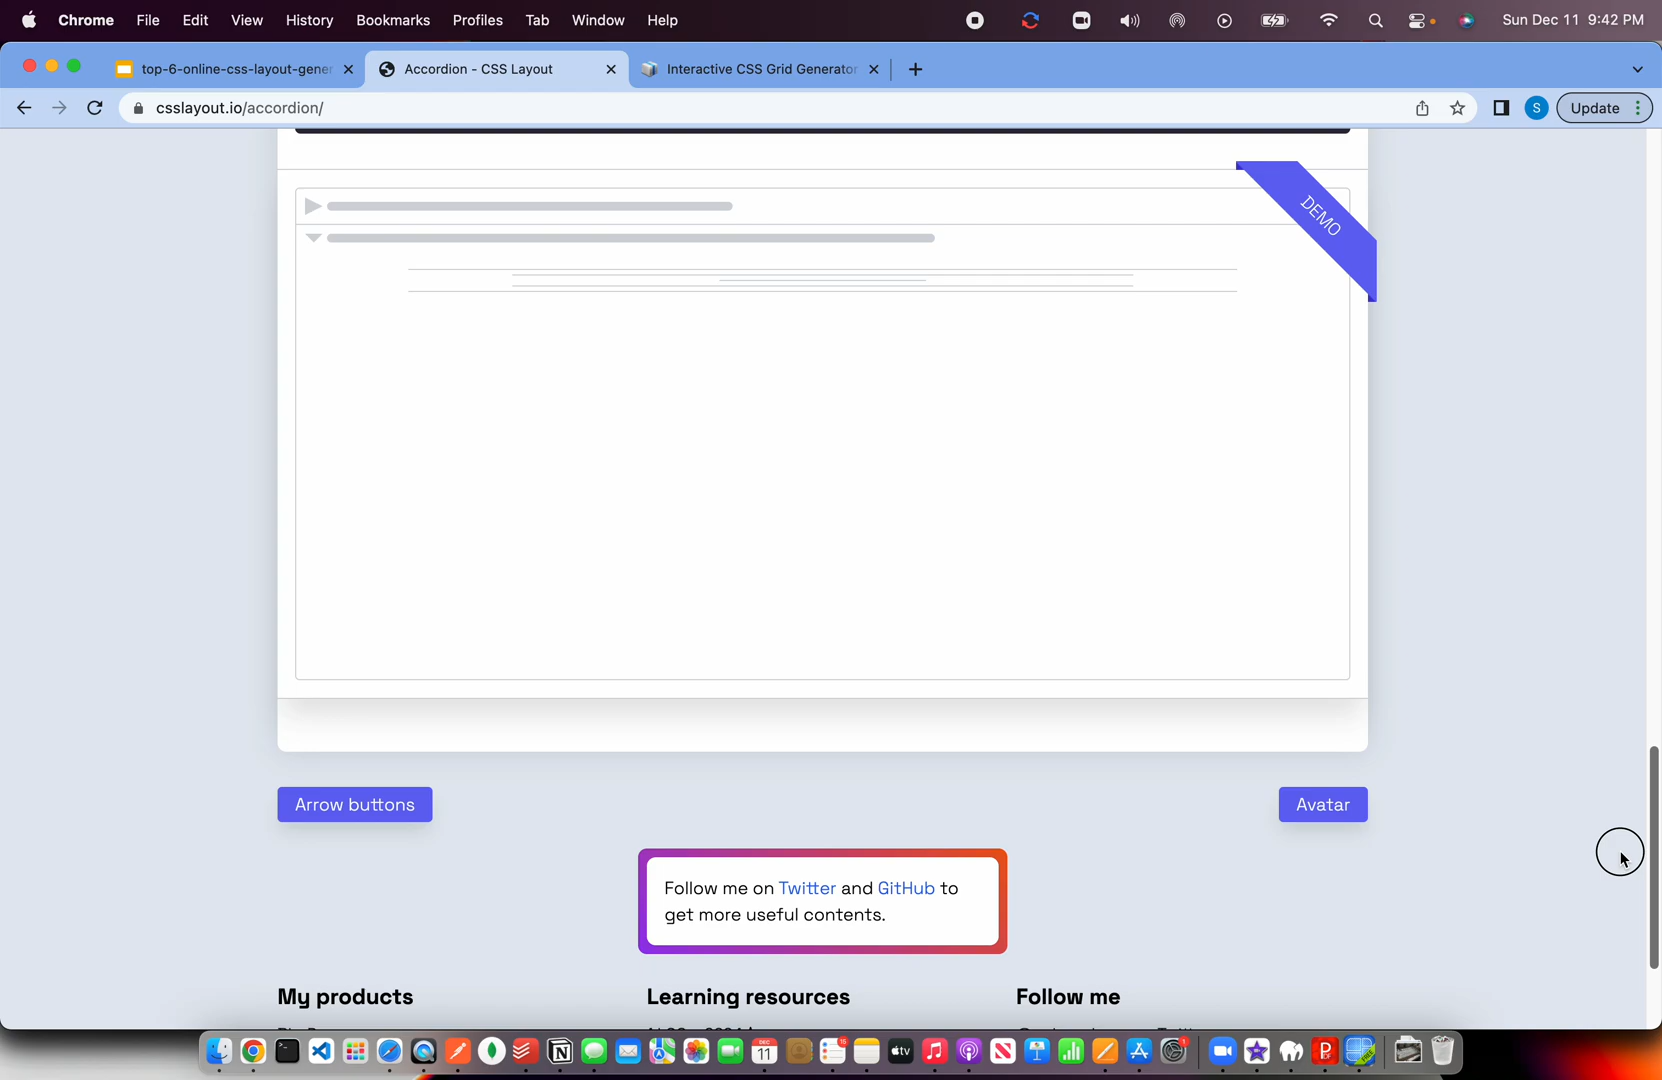 Chrome File Edit View History Bookmarks Profiles Tab Window Help Sun Dec 11 9:42 PM
top-6-online-css-layout-gener Accordion - CSS Layout Interactive CSS Grid Generator
csslayout.io/accordion/ S Update
DEMO
Arrow buttons Avatar
Follow me on Twitter and GitHub to
get more useful contents.
My products Learning resources Follow me